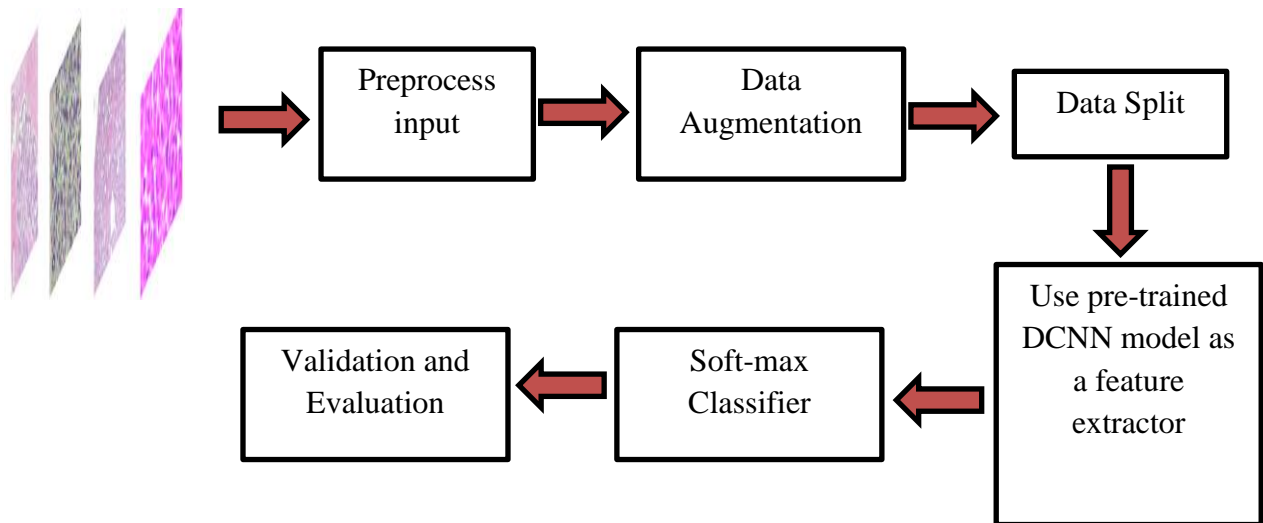 Preprocess
input
Data
Augmentation
Data Split
Use pre-trained
DCNN model as
a feature
extractor
Soft-max
Classifier
Validation and
Evaluation